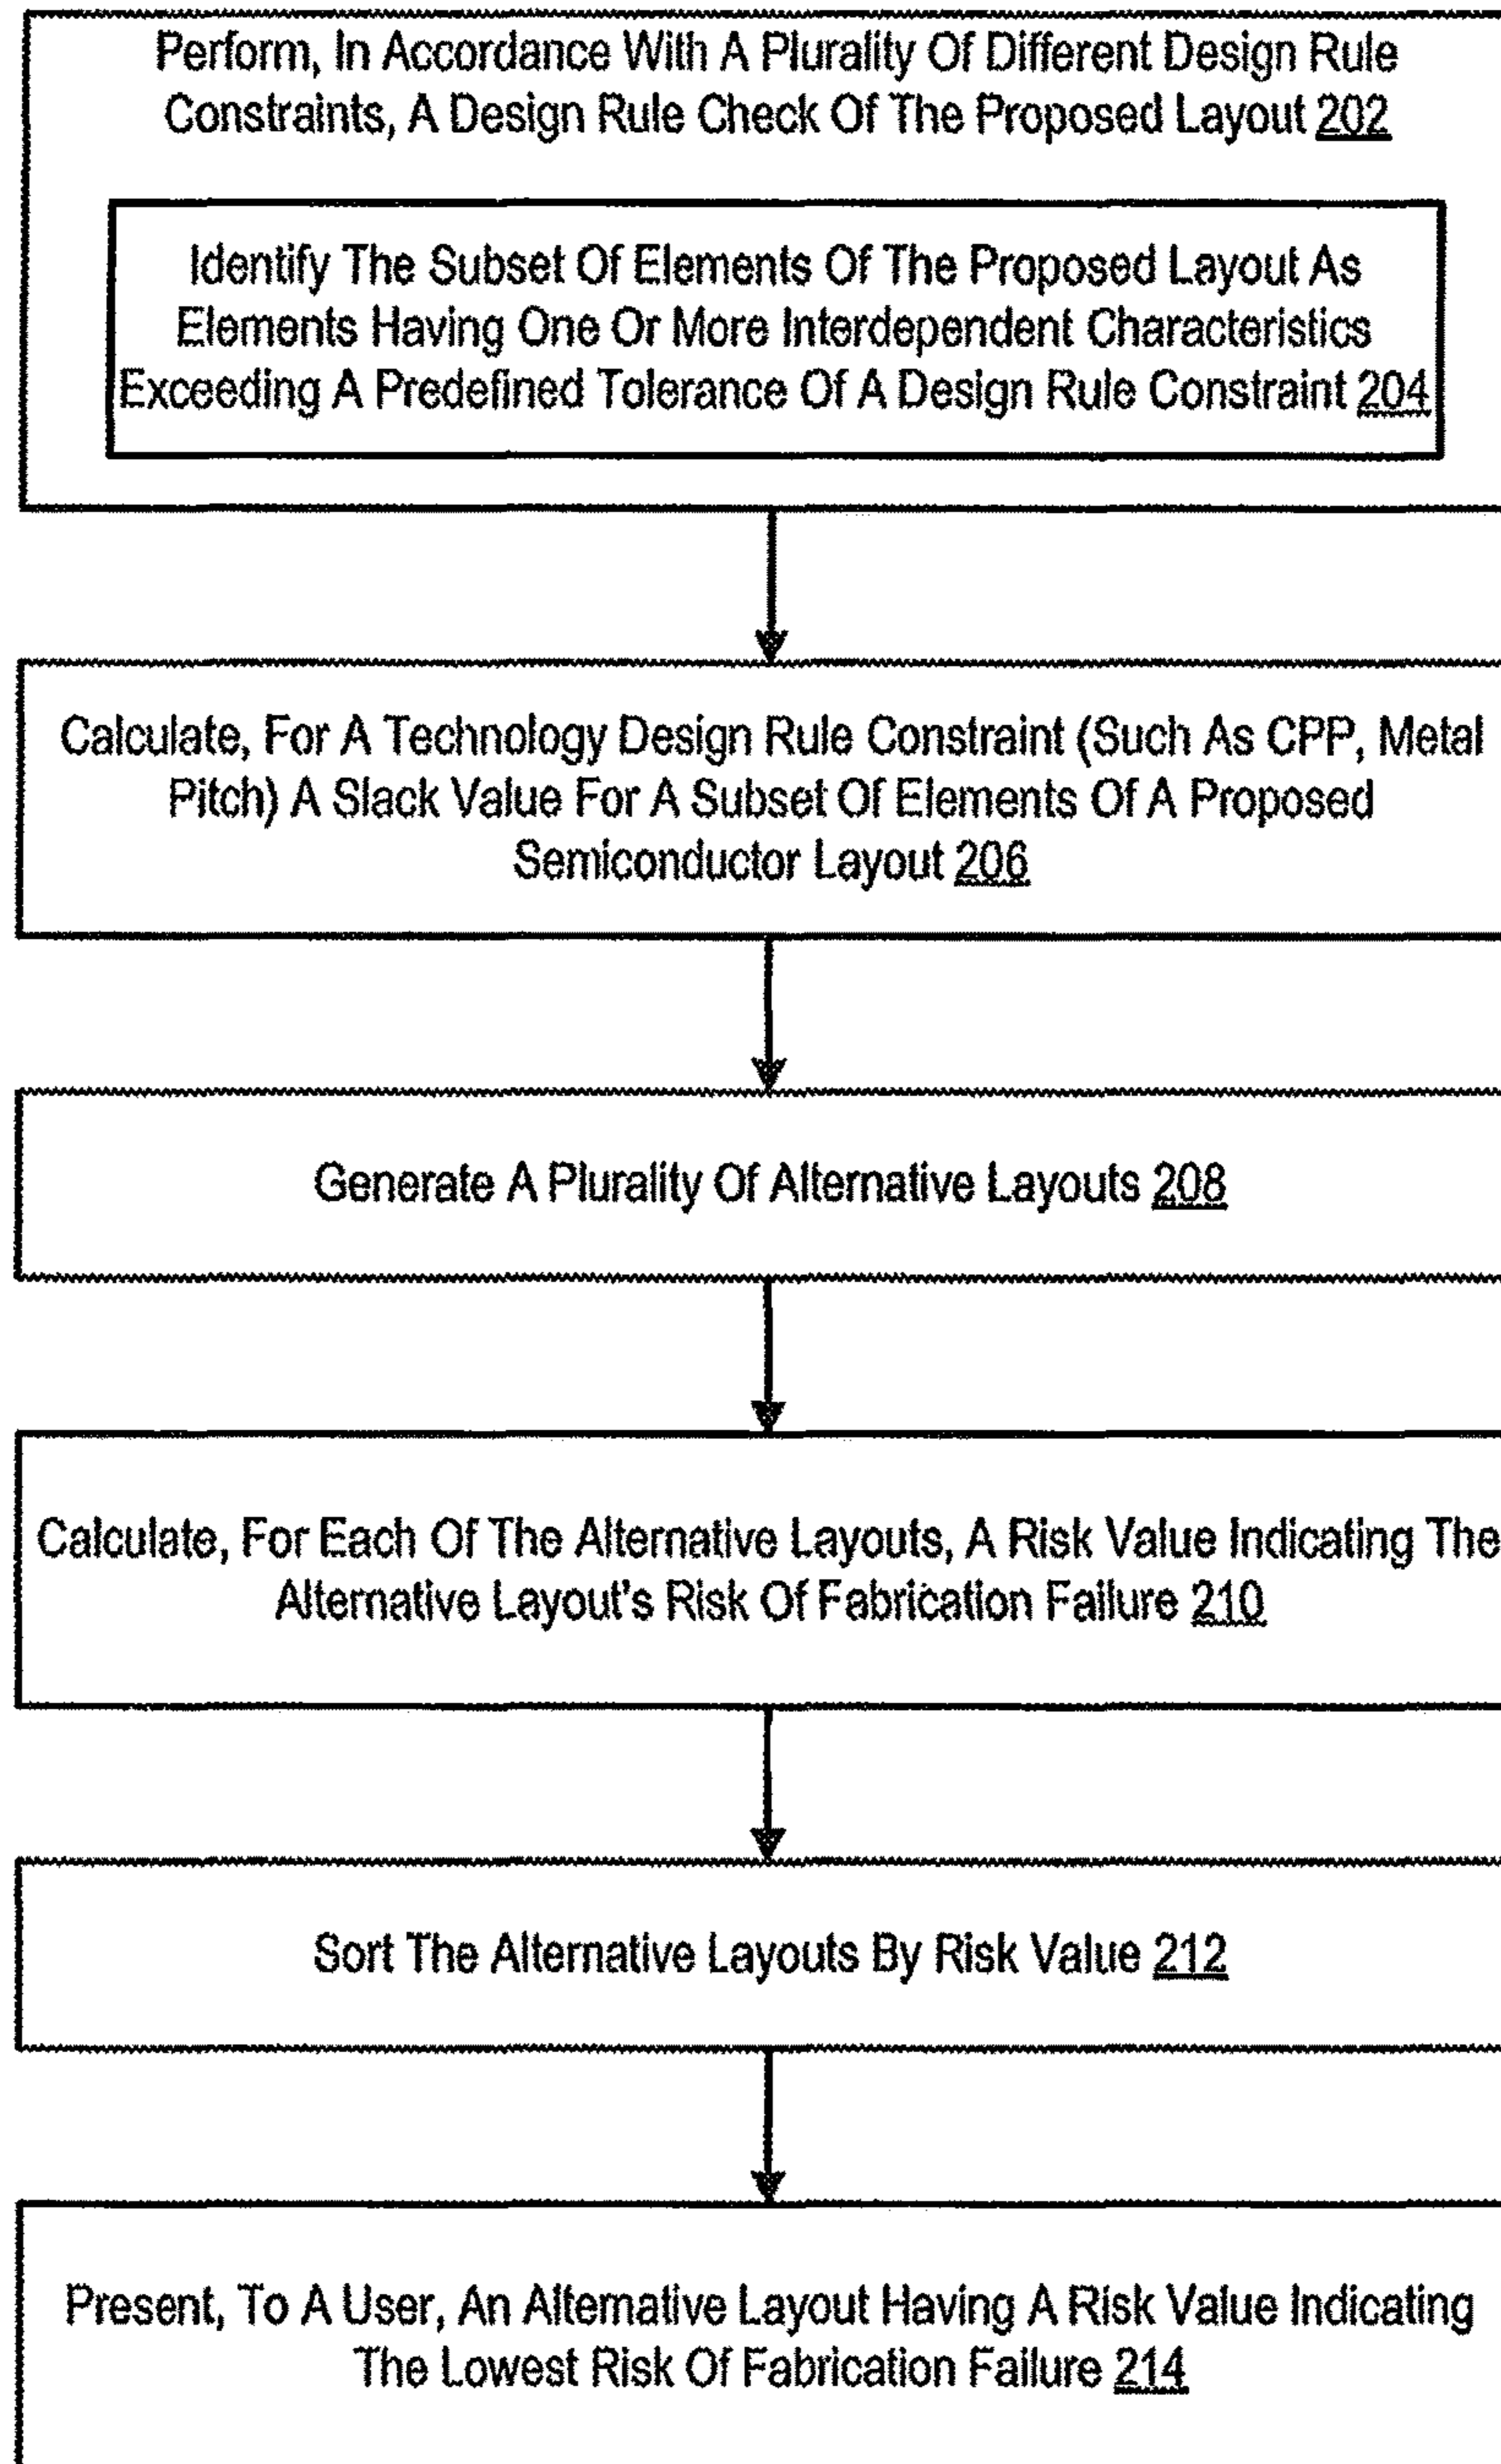 Perform, In Accordance With A Plurality Of Different Design Rule
Constraints, A Design Rule Check Of The Proposed Layout 202
Identify The Subset Of Elements Of The Proposed Layout As
Elements Having One Or More Interdependent Characteristics
Exceeding A Predefined Tolerance Of A Design Rule Constraint 204
Calculate, For A Technology Design Rule Constraint (Such As CPP, Metal
Pitch) A Slack Value For A Subset Of Elements Of A Proposed
Semiconductor Layout 206
Generate A Plurality Of Alternative Layouts 208
Calculate, For Each Of The Alternative Layouts, A Risk Value Indicating The
Alternative Layout's Risk Of Fabrication Failure 210
Sort The Alternative Layouts By Risk Value 212
Present, To A User, An Alternative Layout Having A Risk Value Indicating
The Lowest Risk Of Fabrication Failure 214